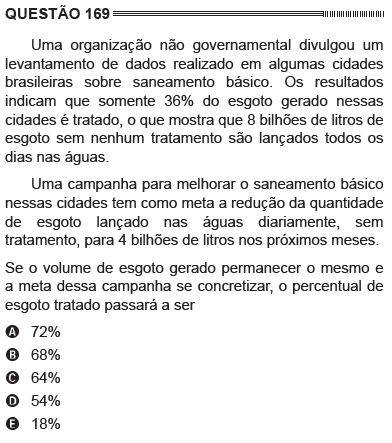 QUESTÃO 169
Uma organização não governamental divulgou um
levantamento de dados realizado em algumas cidades
brasileiras sobre saneamento básico. Os resultados
indicam que somente 36% do esgoto gerado nessas
cidades é tratado, o que mostra que 8 bilhões de litros de
esgoto sem nenhum tratamento são lançados todos os
dias nas águas.
Uma campanha para melhorar o saneamento básico
nessas cidades tem como meta a redução da quantidade
de esgoto lançado nas águas diariamente, sem
tratamento, para 4 bilhões de litros nos próximos meses.
Se o volume de esgoto gerado permanecer o mesmo e
a meta dessa campanha se concretizar, o percentual de
esgoto tratado passará a ser
A 72%
B 68%
C 64%
D 54%
E 18%